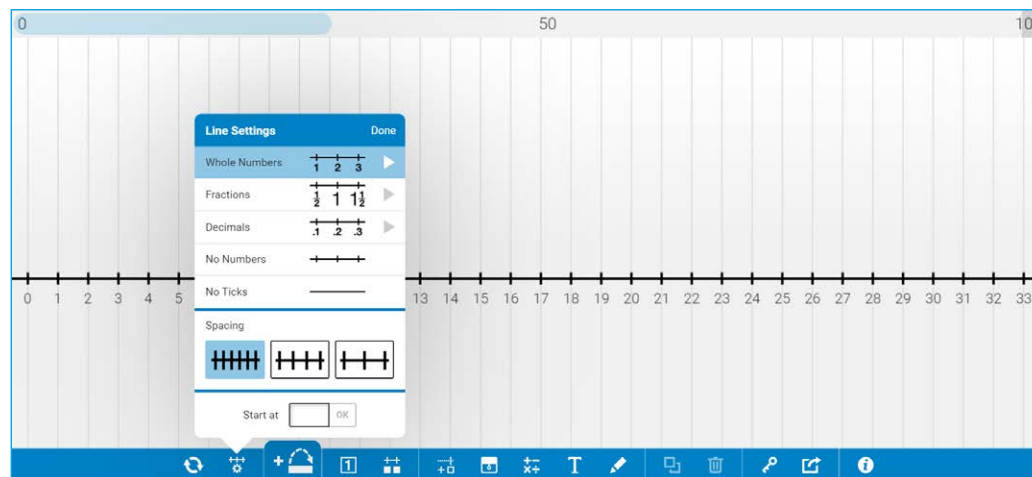 0 50 10
Line Settings Done
Whole Numbers 1 2 3
Fractions 1/2 1 1 1/2
Decimals .1 .2 .3
No Numbers
No Ticks
0 1 2 3 4 5 13 14 15 16 17 18 19 20 21 22 23 24 25 26 27 28 29 30 31 32 33
Spacing
Start at OK
+ 1 T i